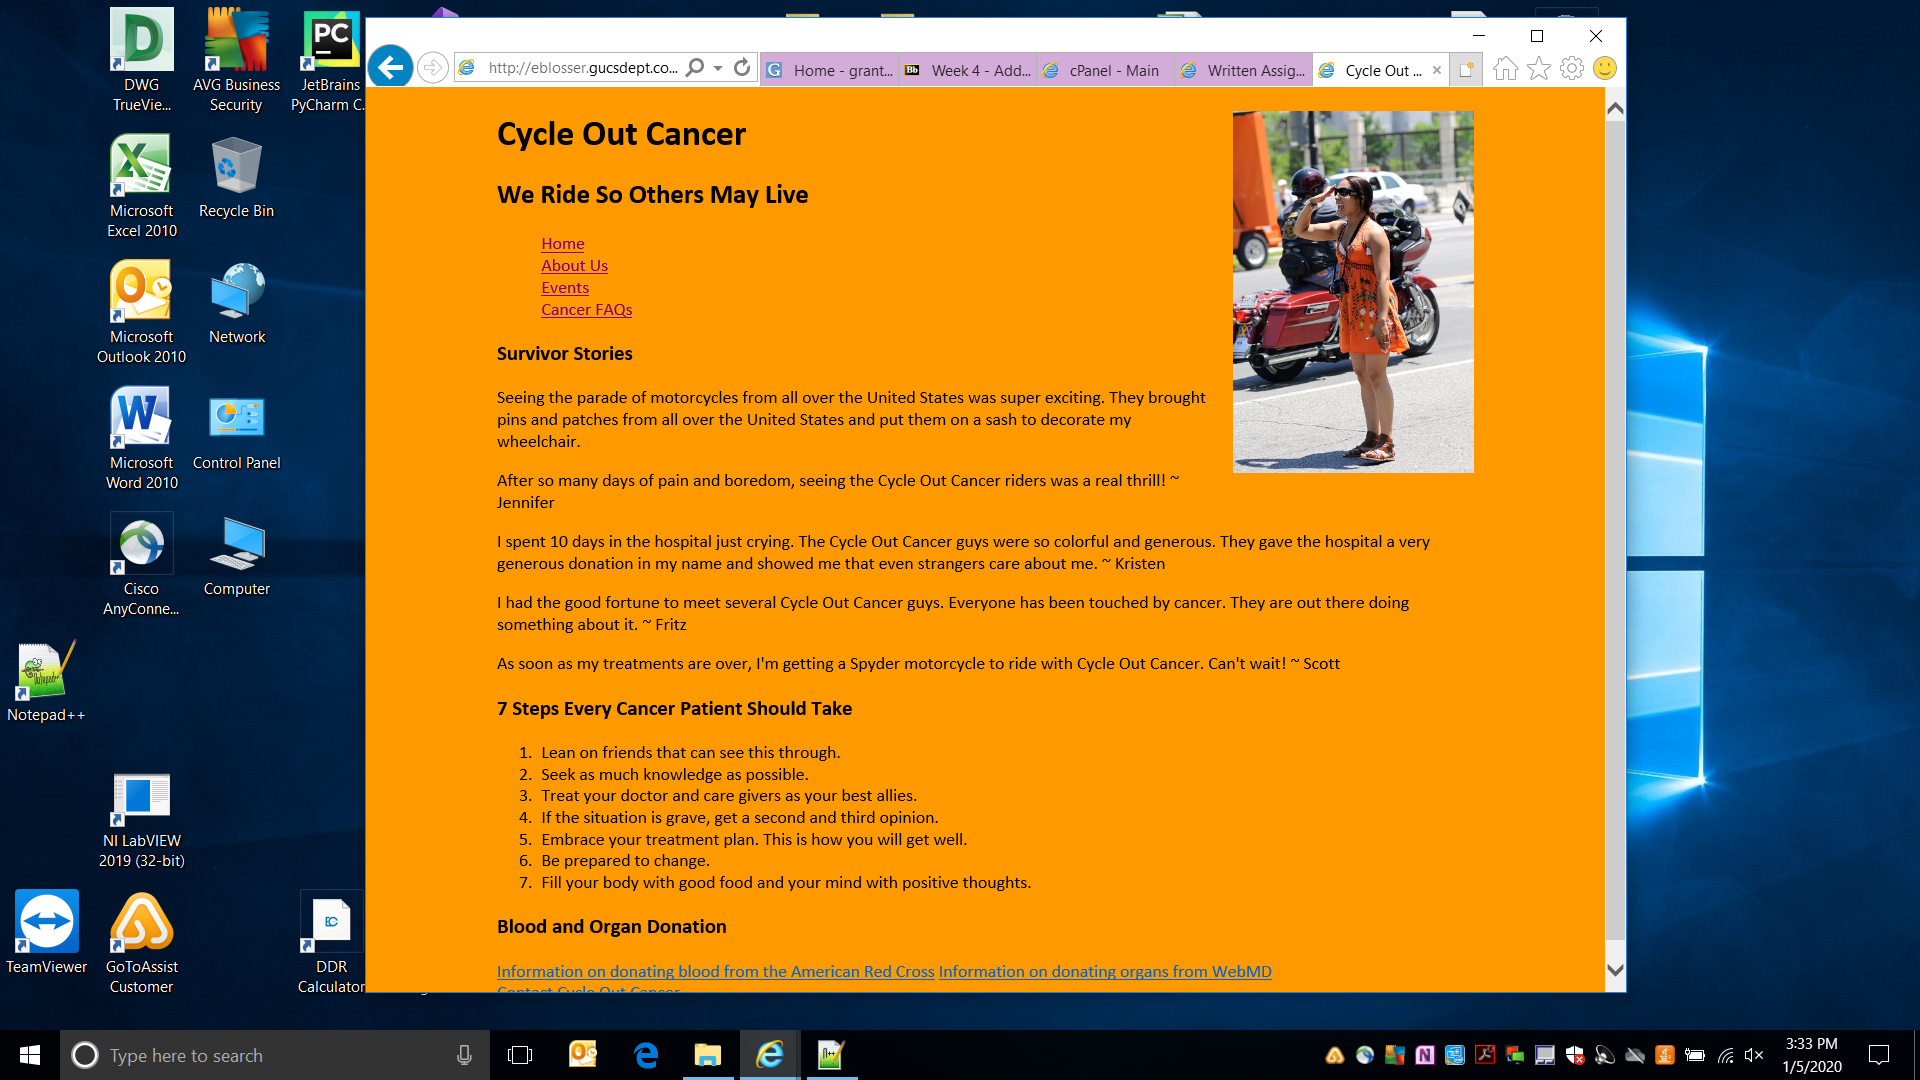 DWG
TrueVie...
AVG Business
Security
JetBrains
PyCharm C...
Microsoft
Excel 2010
Recycle Bin
Microsoft
Outlook 2010
Network
Microsoft
Word 2010
Control Panel
Cisco
AnyConne...
Computer
Notepad++
NI LabVIEW
2019 (32-bit)
TeamViewer
GoToAssist
Customer
DDR
Calculator
http://eblosser.gucsdept.co...
Home - grant...
Bb
Week 4 - Add...
cPanel - Main
Written Assig...
Cycle Out ...
Cycle Out Cancer
We Ride So Others May Live
Home
About Us
Events
Cancer FAQs
Survivor Stories
Seeing the parade of motorcycles from all over the United States was super exciting. They brought
pins and patches from all over the United States and put them on a sash to decorate my
wheelchair.
After so many days of pain and boredom, seeing the Cycle Out Cancer riders was a real thrill! ~
Jennifer
I spent 10 days in the hospital just crying. The Cycle Out Cancer guys were so colorful and generous. They gave the hospital a very
generous donation in my name and showed me that even strangers care about me. ~ Kristen
I had the good fortune to meet several Cycle Out Cancer guys. Everyone has been touched by cancer. They are out there doing
something about it. ~ Fritz
As soon as my treatments are over, I'm getting a Spyder motorcycle to ride with Cycle Out Cancer. Can't wait! ~ Scott
7 Steps Every Cancer Patient Should Take
1. Lean on friends that can see this through.
2. Seek as much knowledge as possible.
3. Treat your doctor and care givers as your best allies.
4. If the situation is grave, get a second and third opinion.
5. Embrace your treatment plan. This is how you will get well.
6. Be prepared to change.
7. Fill your body with good food and your mind with positive thoughts.
Blood and Organ Donation
Information on donating blood from the American Red Cross Information on donating organs from WebMD
Contact Cycle Out Cancer
Type here to search
3:33 PM
1/5/2020